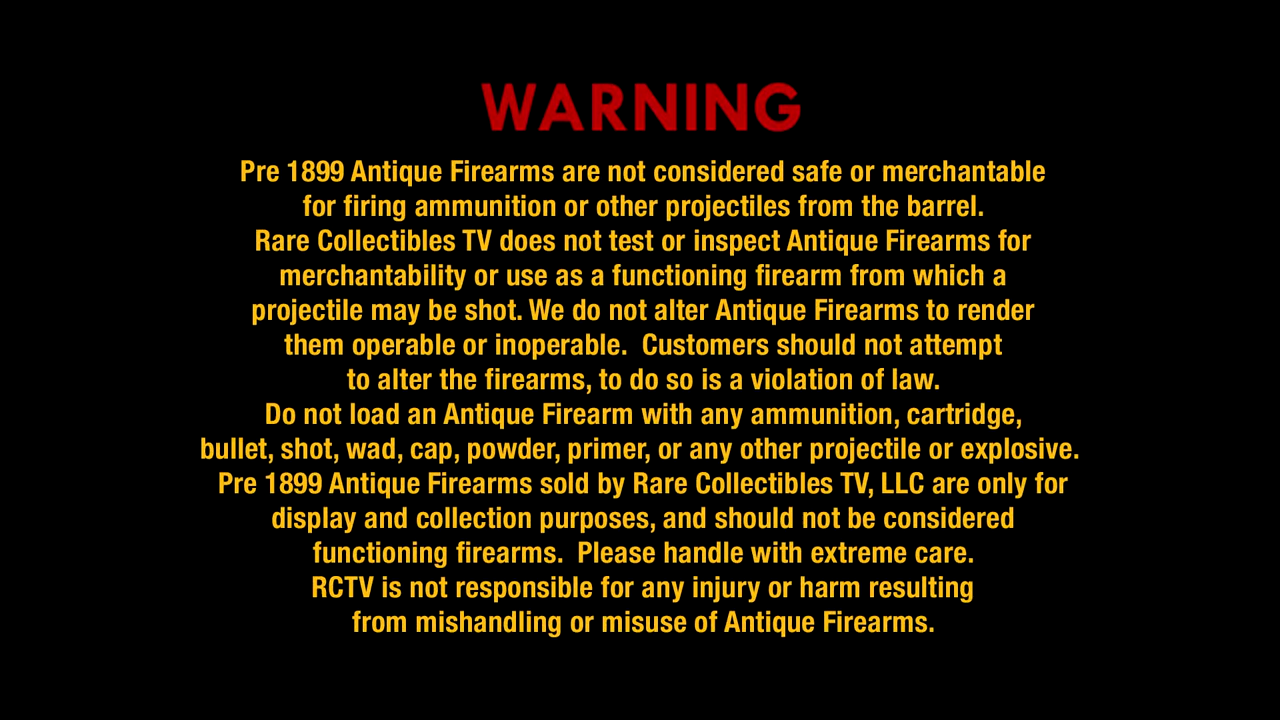 WARNING
Pre 1899 Antique Firearms are not considered safe or merchantable
for firing ammunition or other projectiles from the barrel.
Rare Collectibles TV does not test or inspect Antique Firearms for
merchantability or use as a functioning firearm from which a
projectile may be shot. We do not alter Antique Firearms to render
them operable or inoperable.  Customers should not attempt
to alter the firearms, to do so is a violation of law.
Do not load an Antique Firearm with any ammunition, cartridge,
bullet, shot, wad, cap, powder, primer, or any other projectile or explosive.
Pre 1899 Antique Firearms sold by Rare Collectibles TV, LLC are only for
display and collection purposes, and should not be considered
functioning firearms.  Please handle with extreme care.
RCTV is not responsible for any injury or harm resulting
from mishandling or misuse of Antique Firearms.